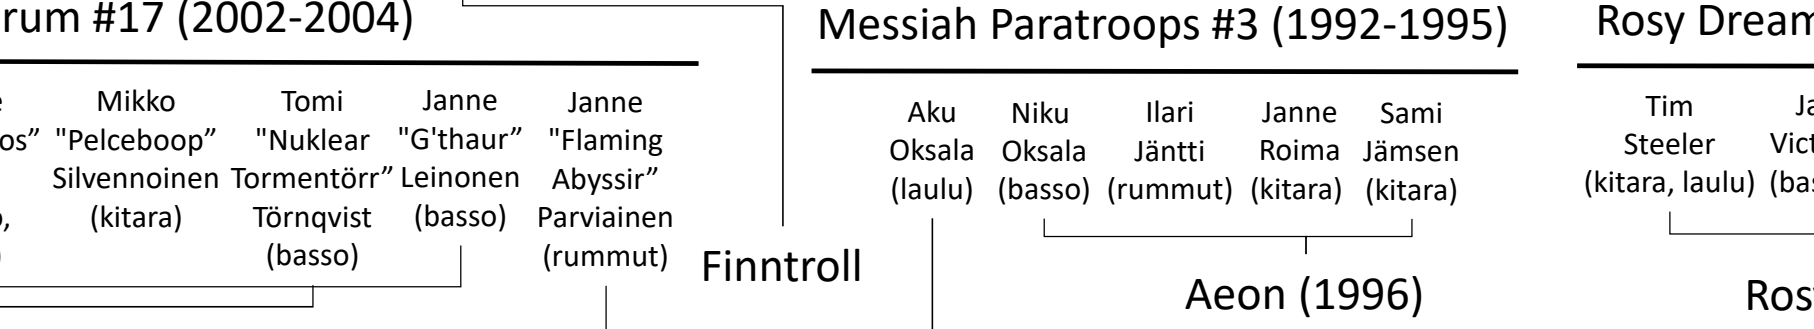 rum #17 (2002-2004)
Mikko
"Pelceboop”
Silvennoinen
(kitara)
Tomi
"Nuklear
Tormentörr”
Törnqvist
(basso)
Janne
"G'thaur”
Leinonen
(basso)
Janne
"Flaming
Abyssir”
Parviainen
(rummut)
Finntroll
Messiah Paratroops #3 (1992-1995)
Aku
Oksala
(laulu)
Niku
Oksala
(basso)
Ilari
Jäntti
(rummut)
Janne
Roima
(kitara)
Sami
Jämsen
(kitara)
Aeon (1996)
Rosy Dream
Tim
Steeler
(kitara, laulu)